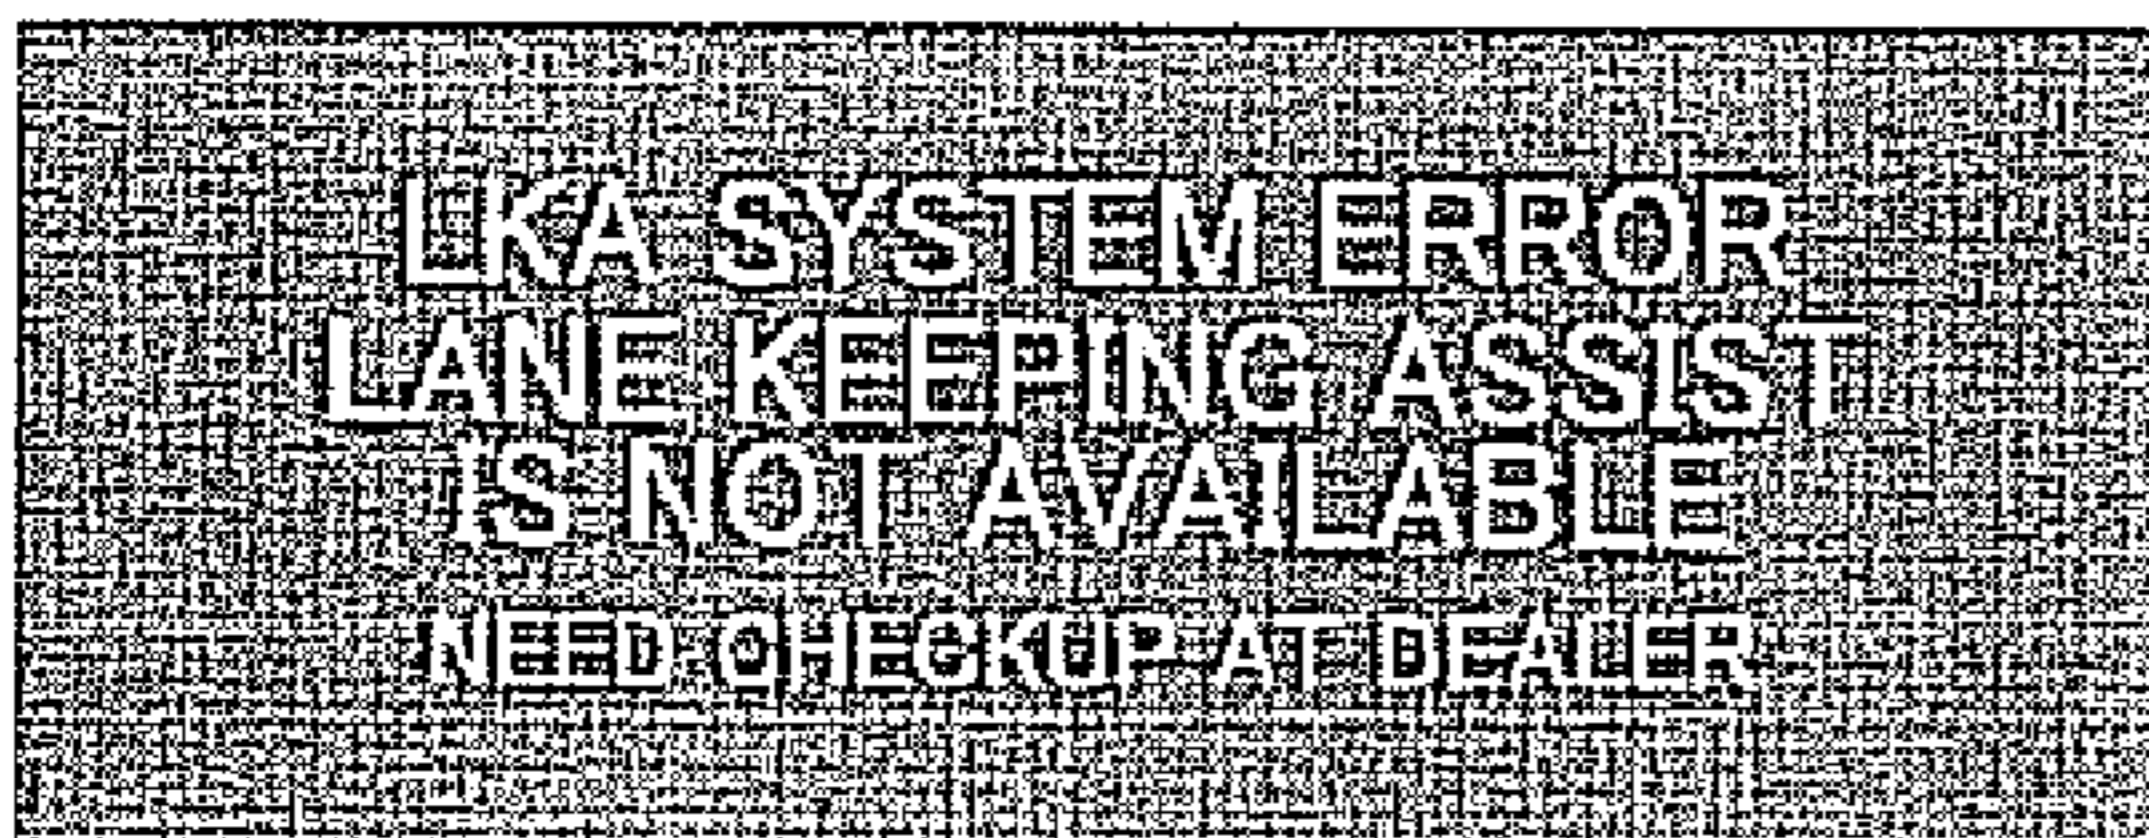 LKA SYSTEM ERROR
LANE KEEPING ASSIST
IS NOT AVAILABLE
NEED CHECKUP AT DEALER